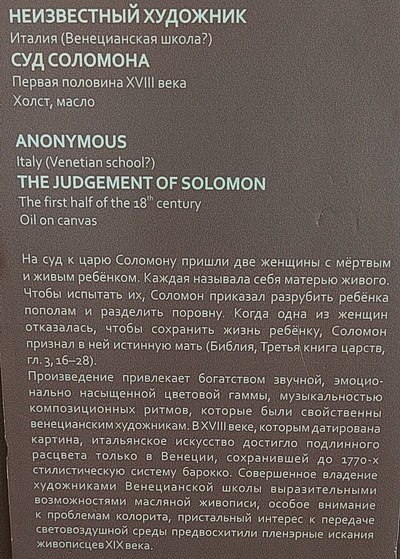 НЕИЗВЕСТНЫЙ ХУДОЖНИК
Италия (Венецианская школа?)
СУД СОЛОМОНА
Первая половина XVIII века
Холст, масло
ANONYMOUS
Italy (Venetian school?)
THE JUDGEMENT OF SOLOMON
The first half of the 18th century
Oil on canvas
На суд к царю Соломону пришли две женщины с мёртвым
и живым ребёнком. Каждая называла себя матерью живого.
Чтобы испытать их, Соломон приказал разрубить ребёнка
пополам и разделить поровну. Когда одна из женщин
отказалась, чтобы сохранить жизнь ребёнку, Соломон
признал в ней истинную мать (Библия, Третья книга царств,
гл. 3, 16–28).
Произведение привлекает богатством звучной, эмоцио-
нально насыщенной цветовой гаммы, музыкальностью
композиционных ритмов, которые были свойственны
венецианским художникам. В XVIII веке, которым датирована
картина, итальянское искусство достигло подлинного
расцвета только в Венеции, сохранившей до 1770-х
стилистическую систему барокко. Совершенное владение
художниками Венецианской школы выразительными
возможностями масляной живописи, особое внимание
к проблемам колорита, пристальный интерес к передаче
световоздушной среды предвосхитили пленэрные искания
живописцев XIX века.